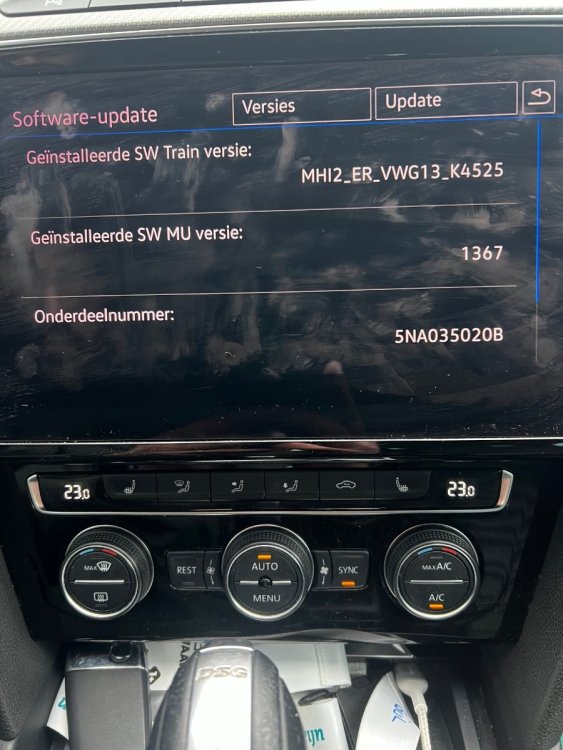 Software-update
Versies
Update
Geïnstalleerde SW Train versie:
MHI2_ER_VWG13_K4525
Geïnstalleerde SW MU versie:
1367
Onderdeelnummer:
5NA035020B
23.0
23.0
MAX
REST
AUTO
MENU
SYNC
MAX A/C
A/C
DSG